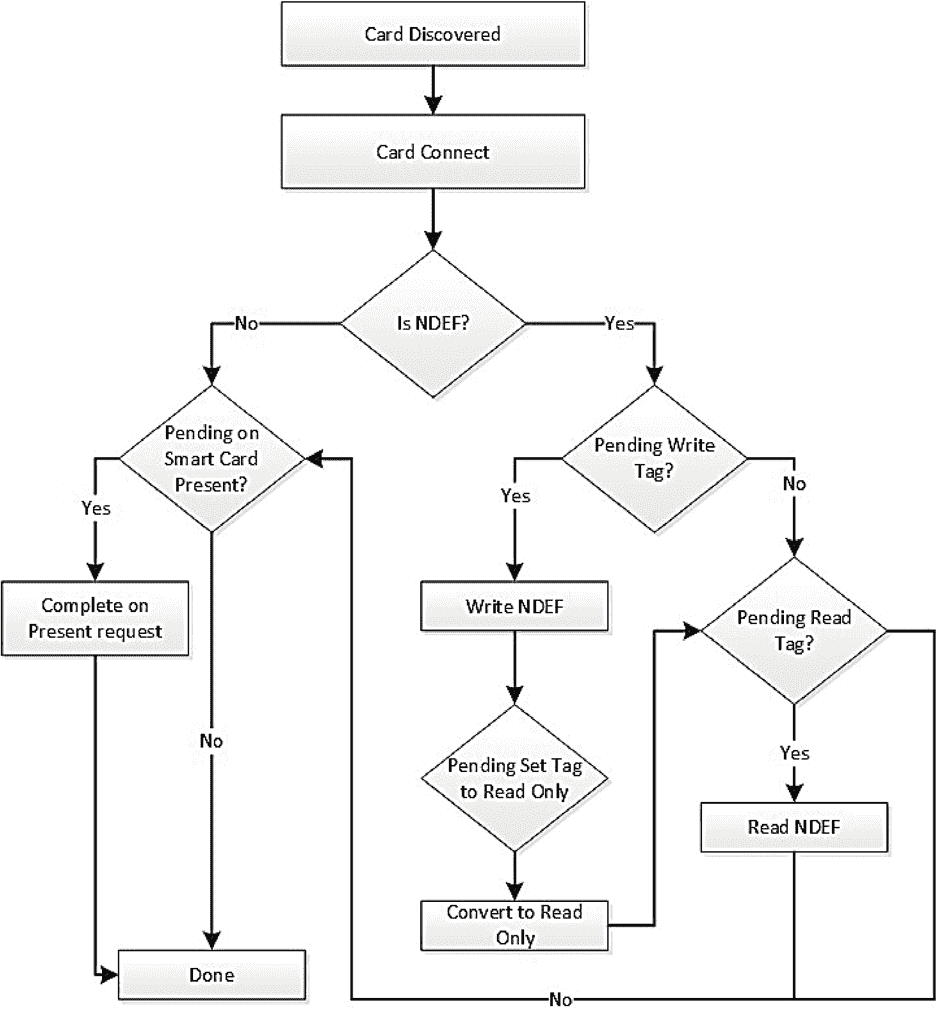 Card Discovered
Card Connect
Is NDEF?
No
Yes
Pending on
Smart Card
Present?
Pending Write
Tag?
Yes
Yes
No
Complete on
Present request
Write NDEF
Pending Read
Tag?
No
Pending Set Tag
to Read Only
Yes
Read NDEF
Convert to Read
Only
Done
No